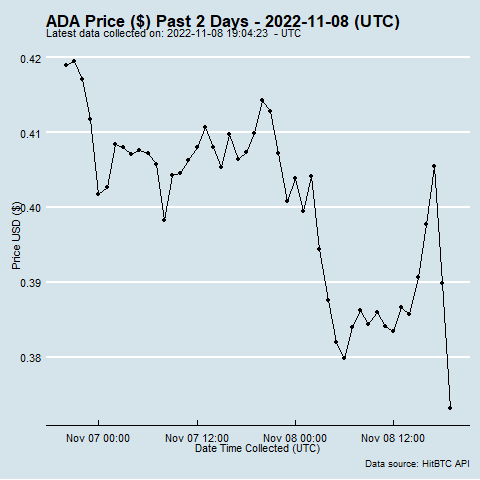 ADA Price ($) Past 2 Days - 2022-11-08 (UTC)
Latest data collected on: 2022-11-08 19:04:23 - UTC
0.42
0.41
0.40
0.39
0.38
Price USD ($)
Nov 07 00:00
Nov 07 12:00
Nov 08 00:00
Nov 08 12:00
Date Time Collected (UTC)
Data source: HitBTC API